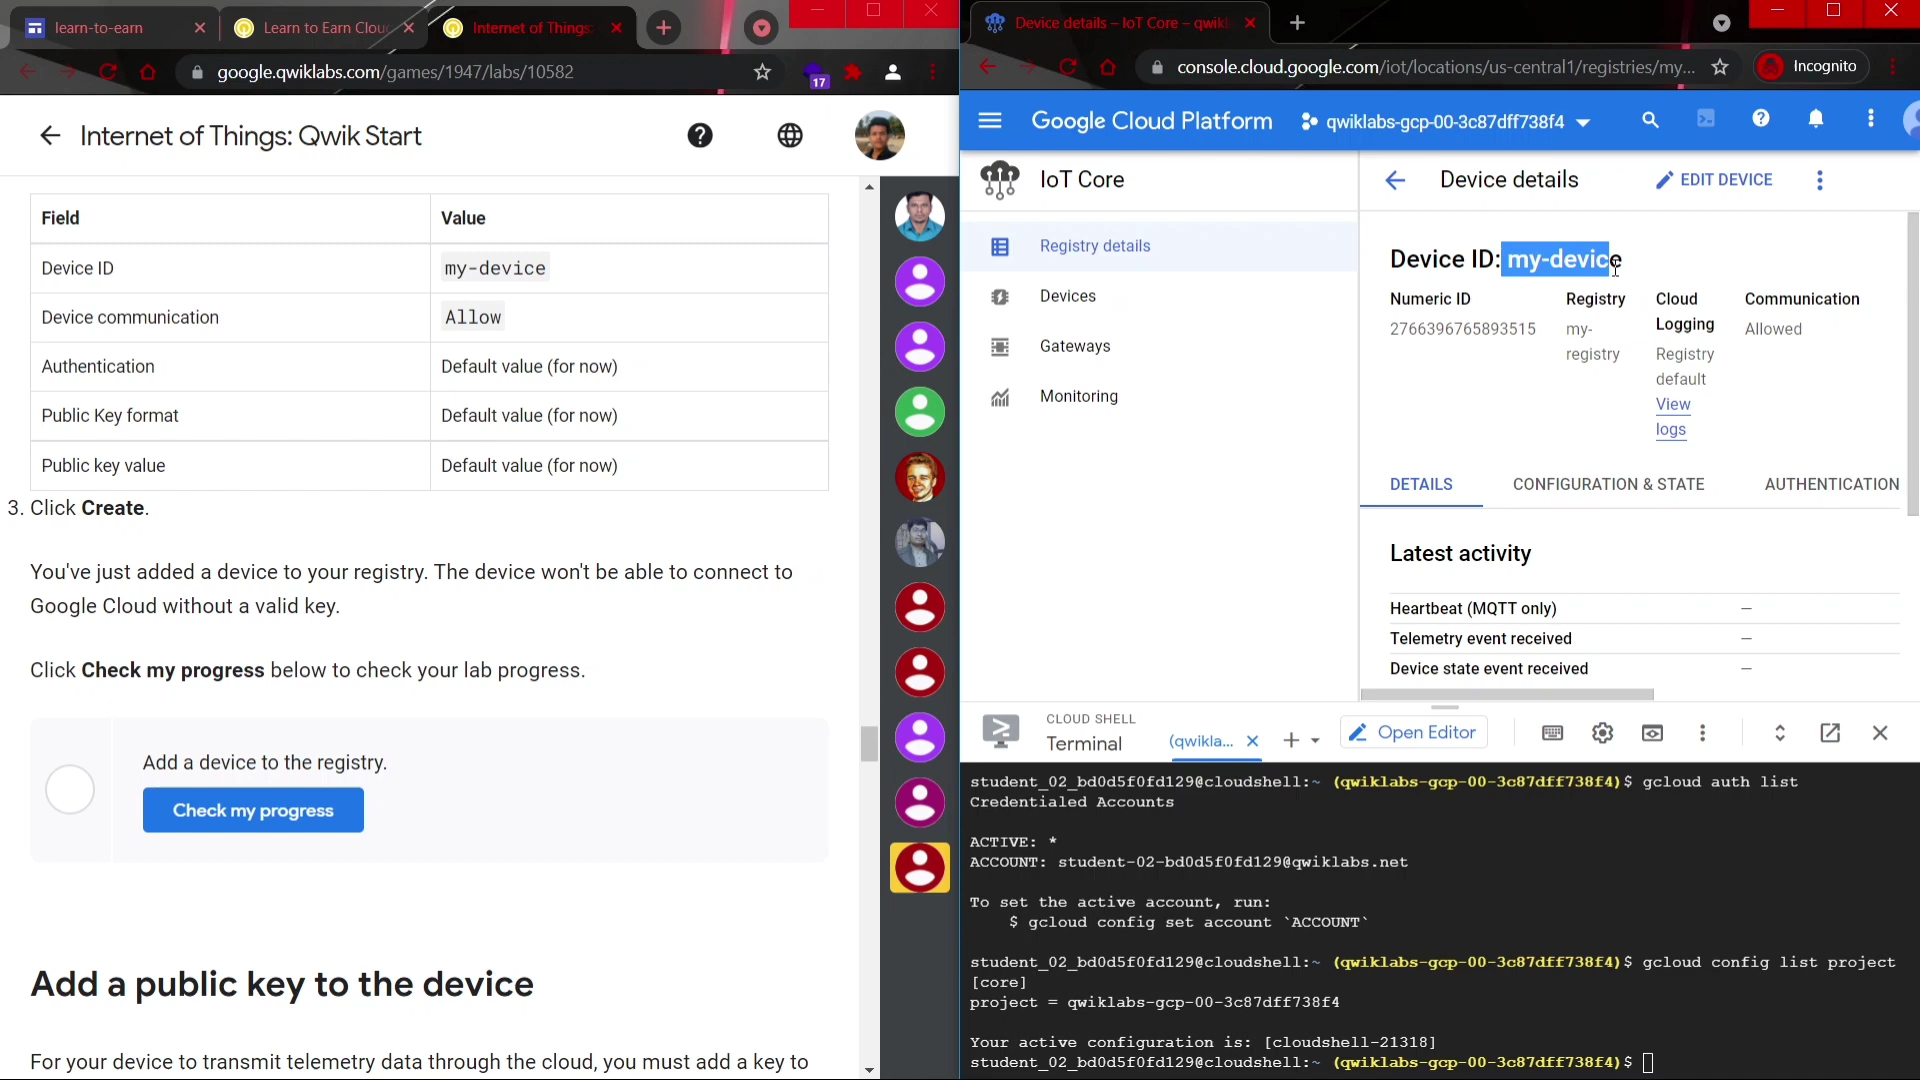 learn-to-earn
Learn to Earn Clou
Internet of Things:
google.qwiklabs.com/games/1947/labs/10582
17
Internet of Things: Qwik Start
Field Value
Device ID my-device
Device communication Allow
Authentication Default value (for now)
Public Key format Default value (for now)
Public key value Default value (for now)
3. Click Create.
You've just added a device to your registry. The device won't be able to connect to
Google Cloud without a valid key.
Click Check my progress below to check your lab progress.
Add a device to the registry.
Check my progress
Add a public key to the device
For your device to transmit telemetry data through the cloud, you must add a key to
Device details – IoT Core – qwikl
console.cloud.google.com/iot/locations/us-central1/registries/my...
Incognito
Google Cloud Platform
qwiklabs-gcp-00-3c87dff738f4
IoT Core
Registry details
Devices
Gateways
Monitoring
Device details
EDIT DEVICE
Device ID: my-device
Numeric ID
2766396765893515
Registry
my-
registry
Cloud
Logging
Registry
default
View
logs
Communication
Allowed
DETAILS CONFIGURATION & STATE AUTHENTICATION
Latest activity
Heartbeat (MQTT only) —
Telemetry event received —
Device state event received —
CLOUD SHELL
Terminal
(qwikla...
Open Editor
student_02_bd0d5f0fd129@cloudshell:~ (qwiklabs-gcp-00-3c87dff738f4)$ gcloud auth list
Credentialed Accounts
ACTIVE: *
ACCOUNT: student-02-bd0d5f0fd129@qwiklabs.net
To set the active account, run:
$ gcloud config set account `ACCOUNT`
student_02_bd0d5f0fd129@cloudshell:~ (qwiklabs-gcp-00-3c87dff738f4)$ gcloud config list project
[core]
project = qwiklabs-gcp-00-3c87dff738f4
Your active configuration is: [cloudshell-21318]
student_02_bd0d5f0fd129@cloudshell:~ (qwiklabs-gcp-00-3c87dff738f4)$